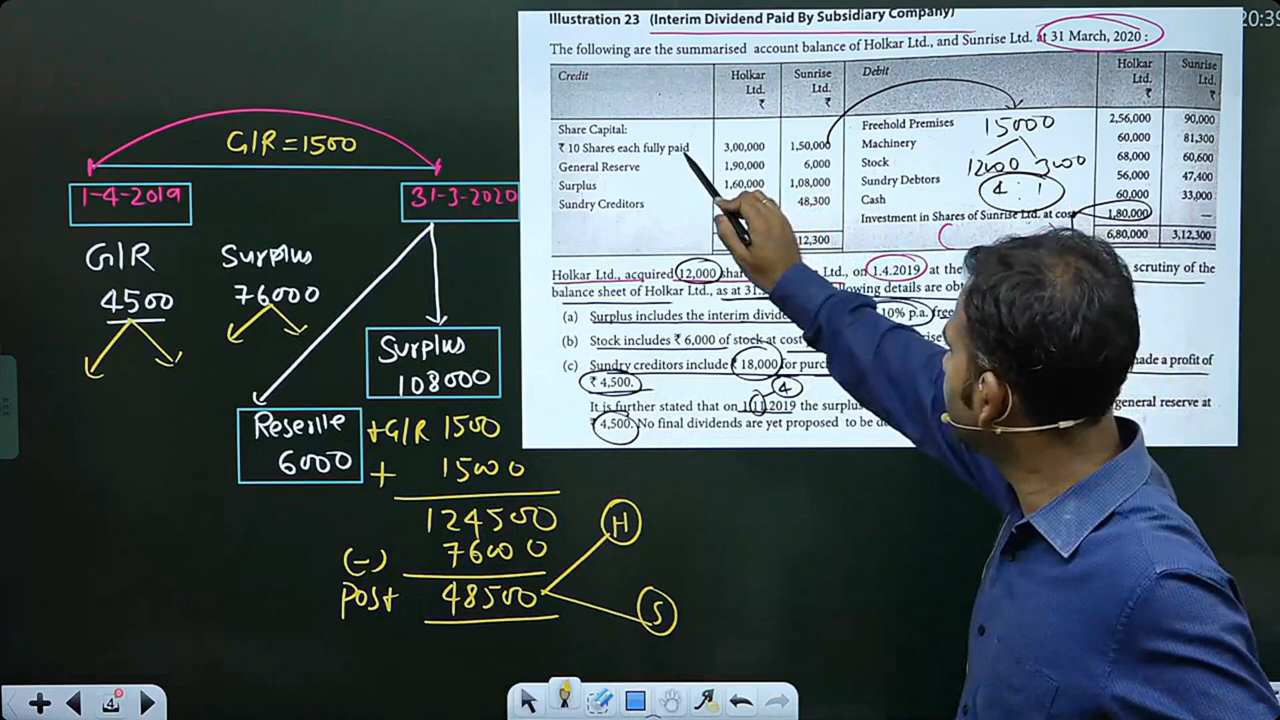 20:39
Illustration 23 (Interim Dividend Paid By Subsidiary Company)
The following are the summarised account balance of Holkar Ltd., and Sunrise Ltd. at 31 March, 2020 :
Credit Holkar Ltd. ₹ Sunrise Ltd. ₹ Debit Holkar Ltd. ₹ Sunrise Ltd. ₹
Share Capital: Freehold Premises 2,56,000 90,000
₹ 10 Shares each fully paid 3,00,000 1,50,000 Machinery 60,000 81,300
General Reserve 1,90,000 6,000 Stock 68,000 60,600
Surplus 1,60,000 1,08,000 Sundry Debtors 56,000 47,400
Sundry Creditors 48,300 Cash 60,000 33,000
Investment in Shares of Sunrise Ltd. at cost 1,80,000 —
12,300 6,80,000 3,12,300
15000
12000 3000
4 : 1
Holkar Ltd., acquired 12,000 Ltd., on 1.4.2019 at the scrutiny of the
balance sheet of Holkar Ltd., as at following details are
(a) Surplus includes the interim 10% p.a.
(b) Stock includes ₹ 6,000 of stock at cost
(c) Sundry creditors include ₹ 18,000 for made a profit of
₹ 4,500.
4
It is further stated that on 2019 the surplus general reserve at
₹ 4,500. No final dividends are yet proposed to be
G/R = 1500
1-4-2019
31-3-2020
G/R
4500
Surplus
76000
Surplus
108000
Reserve
6000
+G/R 1500
+ 15000
124500
(-) 76000
Post 48500
H
S
4